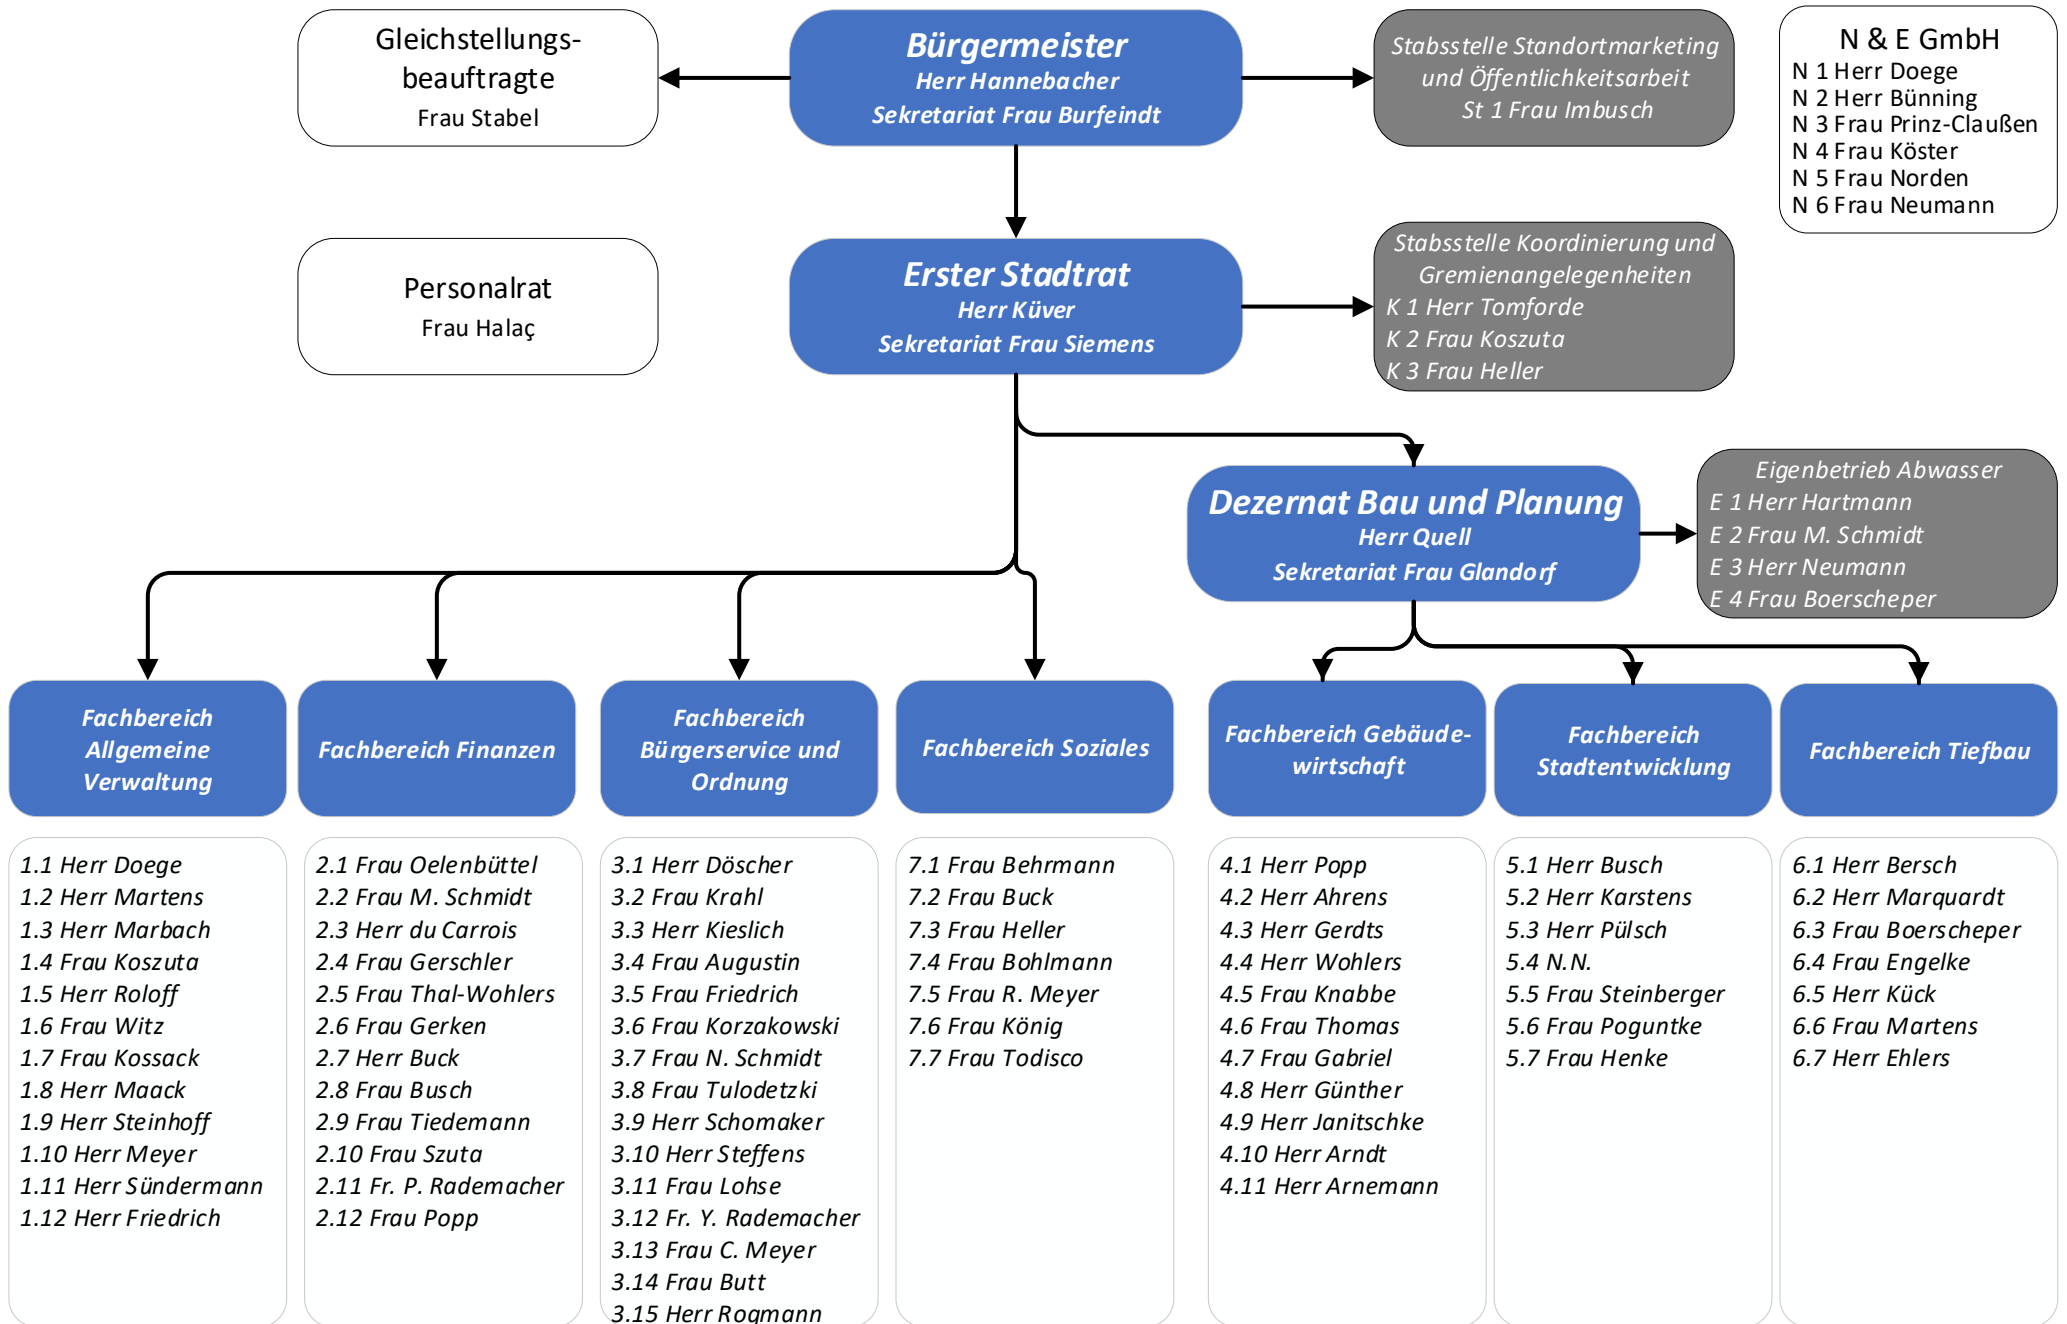 Gleichstellungs-
beauftragte
Frau Stabel
Bürgermeister
Herr Hannebacher
Sekretariat Frau Burfeindt
Stabsstelle Standortmarketing
und Öffentlichkeitsarbeit
St 1 Frau Imbusch
N & E GmbH
N 1 Herr Doege
N 2 Herr Bünning
N 3 Frau Prinz-Claußen
N 4 Frau Köster
N 5 Frau Norden
N 6 Frau Neumann
Personalrat
Frau Halaç
Erster Stadtrat
Herr Küver
Sekretariat Frau Siemens
Stabsstelle Koordinierung und
Gremienangelegenheiten
K 1 Herr Tomforde
K 2 Frau Koszuta
K 3 Frau Heller
Dezernat Bau und Planung
Herr Quell
Sekretariat Frau Glandorf
Eigenbetrieb Abwasser
E 1 Herr Hartmann
E 2 Frau M. Schmidt
E 3 Herr Neumann
E 4 Frau Boerscheper
Fachbereich
Allgemeine
Verwaltung
Fachbereich Finanzen
Fachbereich
Bürgerservice und
Ordnung
Fachbereich Soziales
Fachbereich Gebäude-
wirtschaft
Fachbereich
Stadtentwicklung
Fachbereich Tiefbau
1.1 Herr Doege
1.2 Herr Martens
1.3 Herr Marbach
1.4 Frau Koszuta
1.5 Herr Roloff
1.6 Frau Witz
1.7 Frau Kossack
1.8 Herr Maack
1.9 Herr Steinhoff
1.10 Herr Meyer
1.11 Herr Sündermann
1.12 Herr Friedrich
2.1 Frau Oelenbüttel
2.2 Frau M. Schmidt
2.3 Herr du Carrois
2.4 Frau Gerschler
2.5 Frau Thal-Wohlers
2.6 Frau Gerken
2.7 Herr Buck
2.8 Frau Busch
2.9 Frau Tiedemann
2.10 Frau Szuta
2.11 Fr. P. Rademacher
2.12 Frau Popp
3.1 Herr Döscher
3.2 Frau Krahl
3.3 Herr Kieslich
3.4 Frau Augustin
3.5 Frau Friedrich
3.6 Frau Korzakowski
3.7 Frau N. Schmidt
3.8 Frau Tulodetzki
3.9 Herr Schomaker
3.10 Herr Steffens
3.11 Frau Lohse
3.12 Fr. Y. Rademacher
3.13 Frau C. Meyer
3.14 Frau Butt
3.15 Herr Rogmann
7.1 Frau Behrmann
7.2 Frau Buck
7.3 Frau Heller
7.4 Frau Bohlmann
7.5 Frau R. Meyer
7.6 Frau König
7.7 Frau Todisco
4.1 Herr Popp
4.2 Herr Ahrens
4.3 Herr Gerdts
4.4 Herr Wohlers
4.5 Frau Knabbe
4.6 Frau Thomas
4.7 Frau Gabriel
4.8 Herr Günther
4.9 Herr Janitschke
4.10 Herr Arndt
4.11 Herr Arnemann
5.1 Herr Busch
5.2 Herr Karstens
5.3 Herr Pülsch
5.4 N.N.
5.5 Frau Steinberger
5.6 Frau Poguntke
5.7 Frau Henke
6.1 Herr Bersch
6.2 Herr Marquardt
6.3 Frau Boerscheper
6.4 Frau Engelke
6.5 Herr Kück
6.6 Frau Martens
6.7 Herr Ehlers